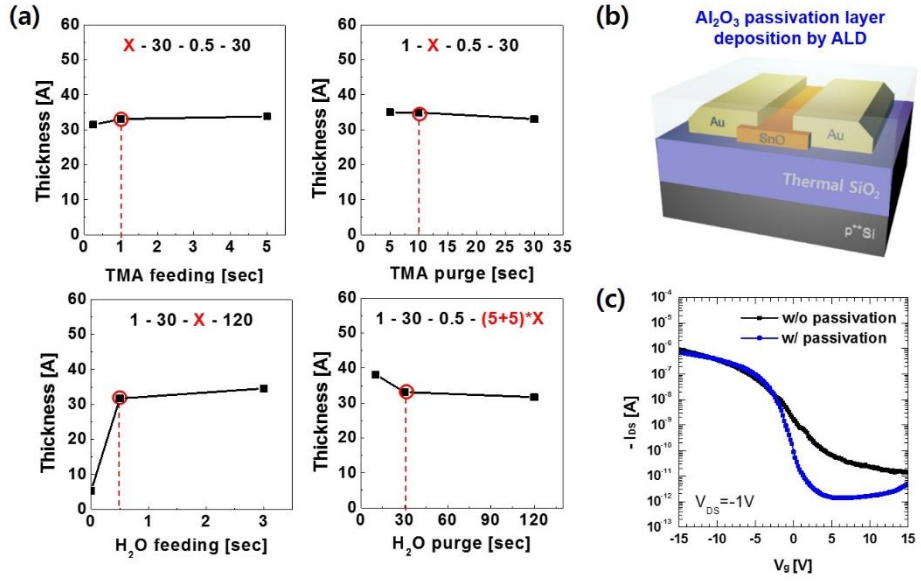 (a)
60
50
40
30
20
10
0
X - 30 - 0.5 - 30
Thickness [A]
0 1 2 3 4 5
TMA feeding [sec]
60
50
40
30
20
10
0
1 - X - 0.5 - 30
Thickness [A]
0 5 10 15 20 25 30 35
TMA purge [sec]
60
50
40
30
20
10
0
1 - 30 - X - 120
Thickness [A]
0 1 2 3
H₂O feeding [sec]
60
50
40
30
20
10
0
1 - 30 - 0.5 - (5+5)*X
Thickness [A]
0 30 60 90 120
H₂O purge [sec]
(b)
Al₂O₃ passivation layer
deposition by ALD
Au
SnO
Au
Thermal SiO₂
p⁺⁺Si
(c)
10⁻⁴
10⁻⁵
10⁻⁶
10⁻⁷
10⁻⁸
10⁻⁹
10⁻¹⁰
10⁻¹¹
10⁻¹²
10⁻¹³
w/o passivation
w/ passivation
- I_DS [A]
V_DS=-1V
-15 -10 -5 0 5 10 15
V_g [V]